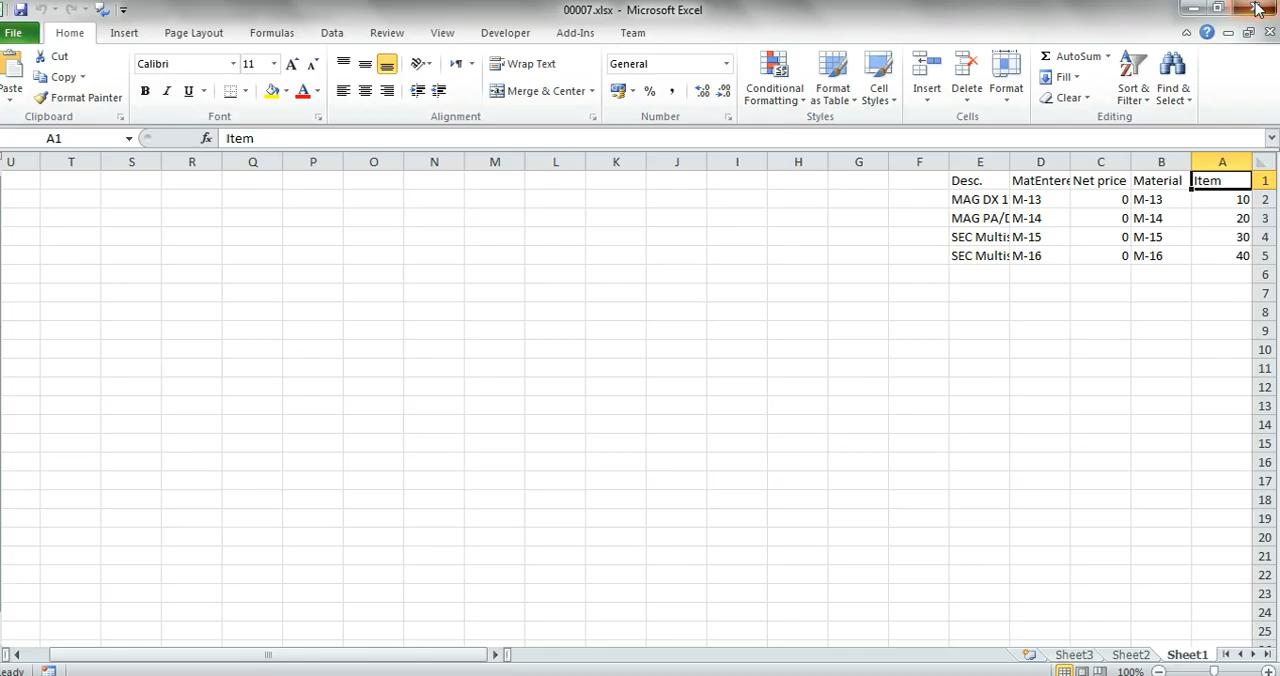 00007.xlsx - Microsoft Excel
File Home Insert Page Layout Formulas Data Review View Developer Add-Ins Team
Cut
Copy
Format Painter
Clipboard
Calibri 11
B I U
Font
Wrap Text
Merge & Center
Alignment
General
%
Number
Conditional Formatting
Format as Table
Cell Styles
Styles
Insert Delete Format
Cells
AutoSum
Fill
Clear
Sort & Filter
Find & Select
Editing
A1 fx Item
U T S R Q P O N M L K J I H G F E D C B A
Desc. MatEntere Net price Material Item 1
MAG DX 1 M-13 0 M-13 10 2
MAG PA/D M-14 0 M-14 20 3
SEC Multis M-15 0 M-15 30 4
SEC Multis M-16 0 M-16 40 5
6
7
8
9
10
11
12
13
14
15
16
17
18
19
20
21
22
23
24
25
Sheet3 Sheet2 Sheet1
100%